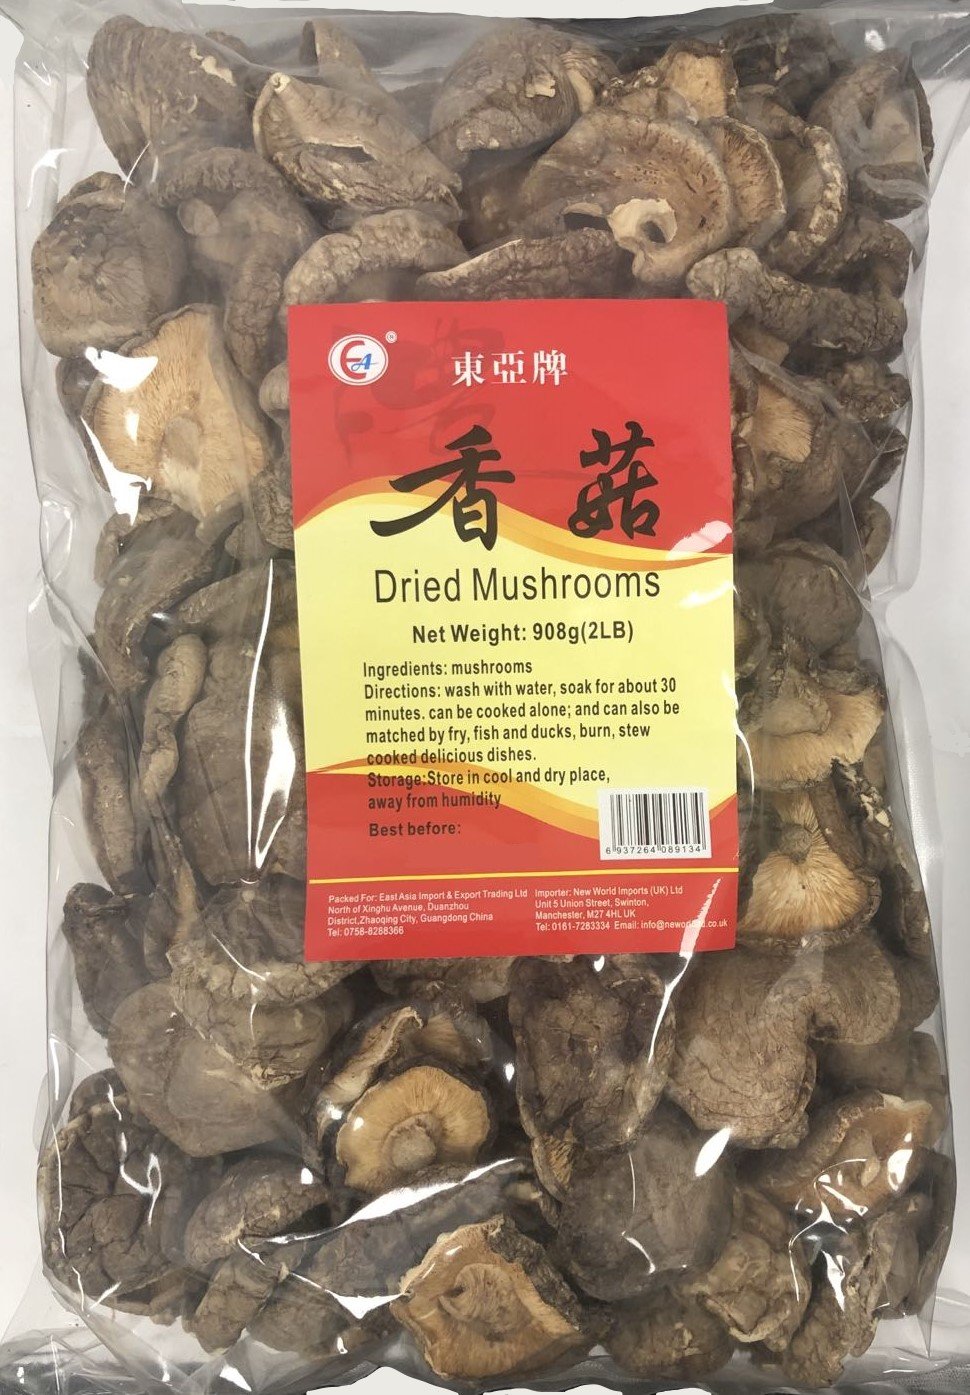 EA ®
東亞牌
香菇
Dried Mushrooms
Net Weight: 908g(2LB)
Ingredients: mushrooms
Directions: wash with water, soak for about 30
minutes. can be cooked alone; and can also be
matched by fry, fish and ducks, burn, stew
cooked delicious dishes.
Storage:Store in cool and dry place,
away from humidity
Best before:
6 937264 089134
Packed For: East Asia Import & Export Trading Ltd
North of Xinghu Avenue, Duanzhou
District,Zhaoqing City, Guangdong China
Tel: 0758-8288366
Importer: New World Imports (UK) Ltd
Unit 5 Union Street, Swinton,
Manchester, M27 4HL UK
Tel: 0161-7283334 Email: